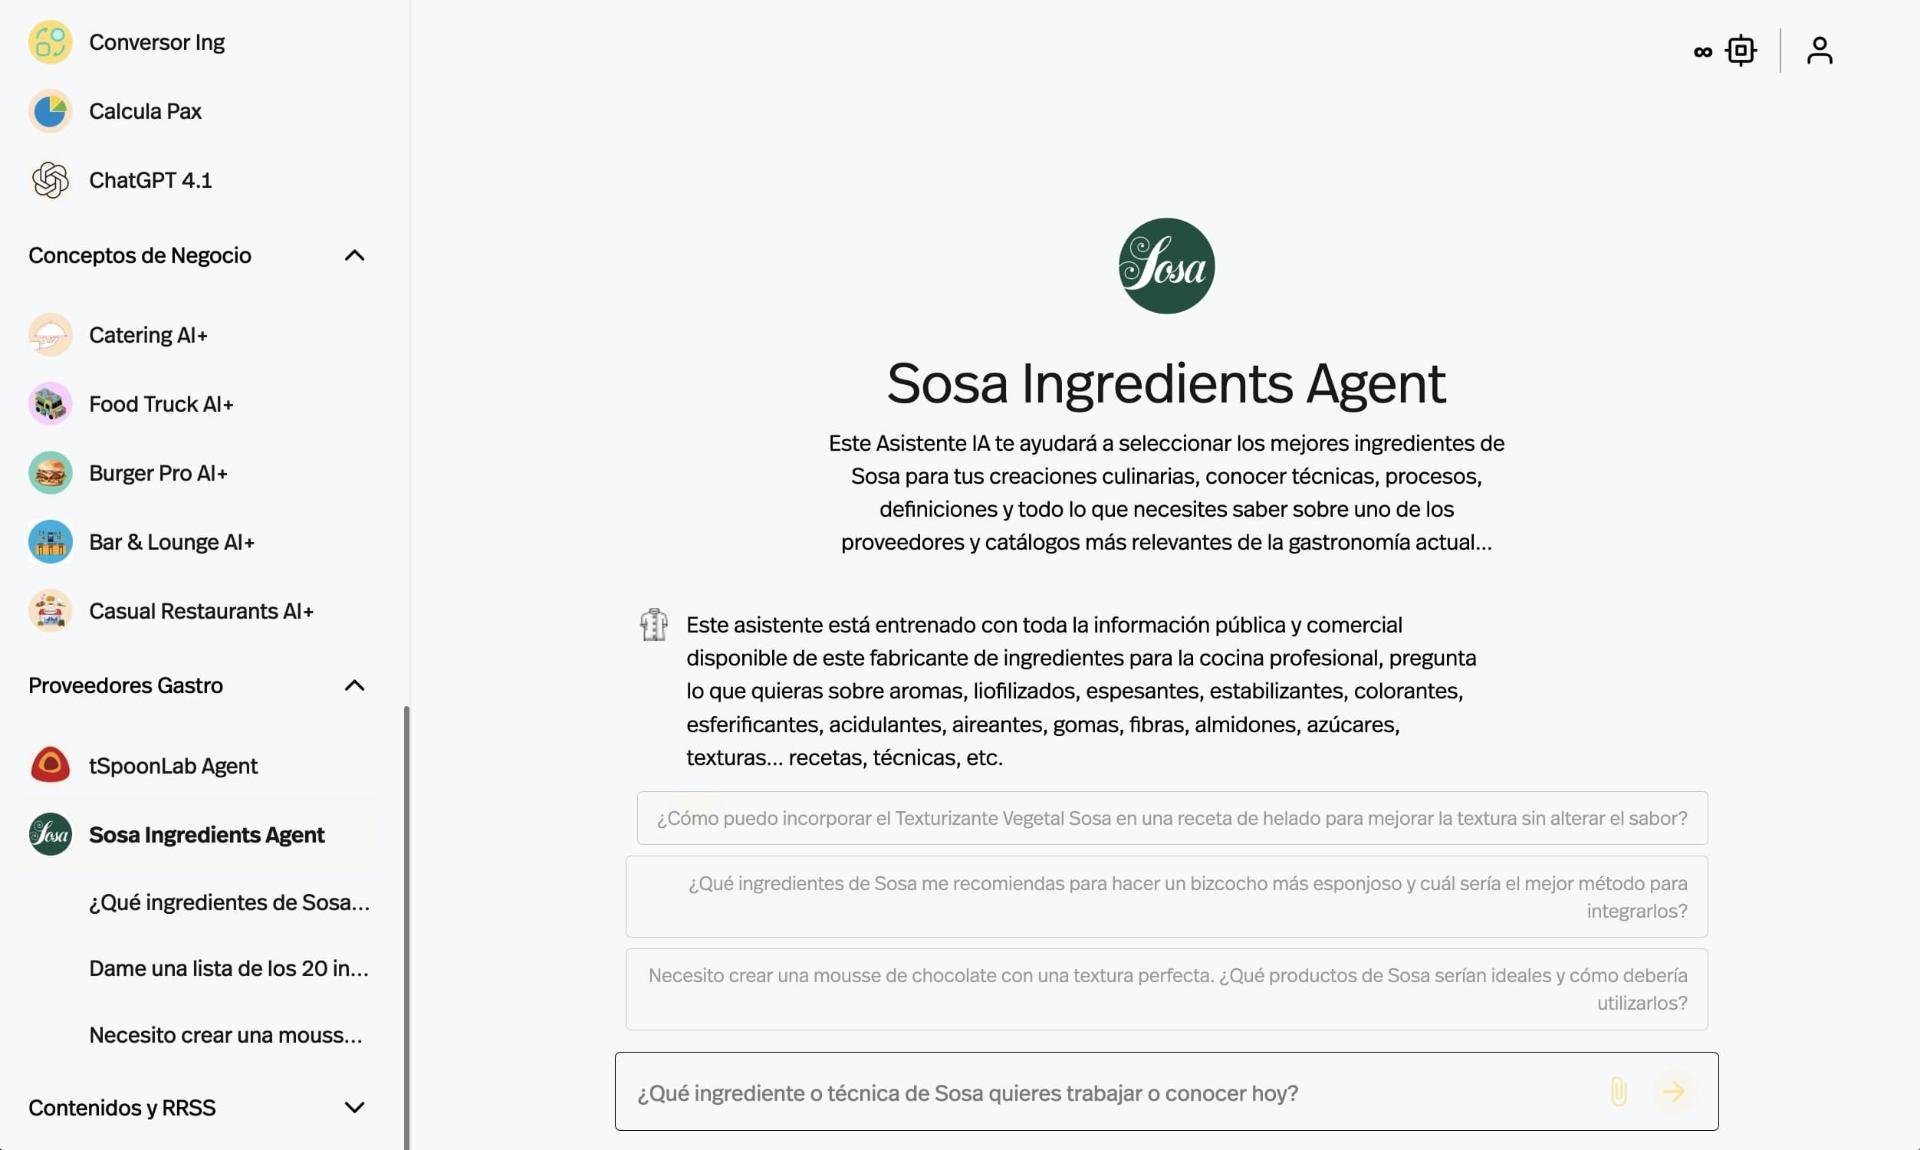 Conversor Ing
Calcula Pax
ChatGPT 4.1
Conceptos de Negocio
Catering AI+
Food Truck AI+
Burger Pro AI+
Bar & Lounge AI+
Casual Restaurants AI+
Proveedores Gastro
tSpoonLab Agent
Sosa
Sosa Ingredients Agent
¿Qué ingredientes de Sosa...
Dame una lista de los 20 in...
Necesito crear una mouss...
Contenidos y RRSS
∞
Sosa
Sosa Ingredients Agent
Este Asistente IA te ayudará a seleccionar los mejores ingredientes de
Sosa para tus creaciones culinarias, conocer técnicas, procesos,
definiciones y todo lo que necesites saber sobre uno de los
proveedores y catálogos más relevantes de la gastronomía actual...
Este asistente está entrenado con toda la información pública y comercial
disponible de este fabricante de ingredientes para la cocina profesional, pregunta
lo que quieras sobre aromas, liofilizados, espesantes, estabilizantes, colorantes,
esferificantes, acidulantes, aireantes, gomas, fibras, almidones, azúcares,
texturas... recetas, técnicas, etc.
¿Cómo puedo incorporar el Texturizante Vegetal Sosa en una receta de helado para mejorar la textura sin alterar el sabor?
¿Qué ingredientes de Sosa me recomiendas para hacer un bizcocho más esponjoso y cuál sería el mejor método para
integrarlos?
Necesito crear una mousse de chocolate con una textura perfecta. ¿Qué productos de Sosa serían ideales y cómo debería
utilizarlos?
¿Qué ingrediente o técnica de Sosa quieres trabajar o conocer hoy?